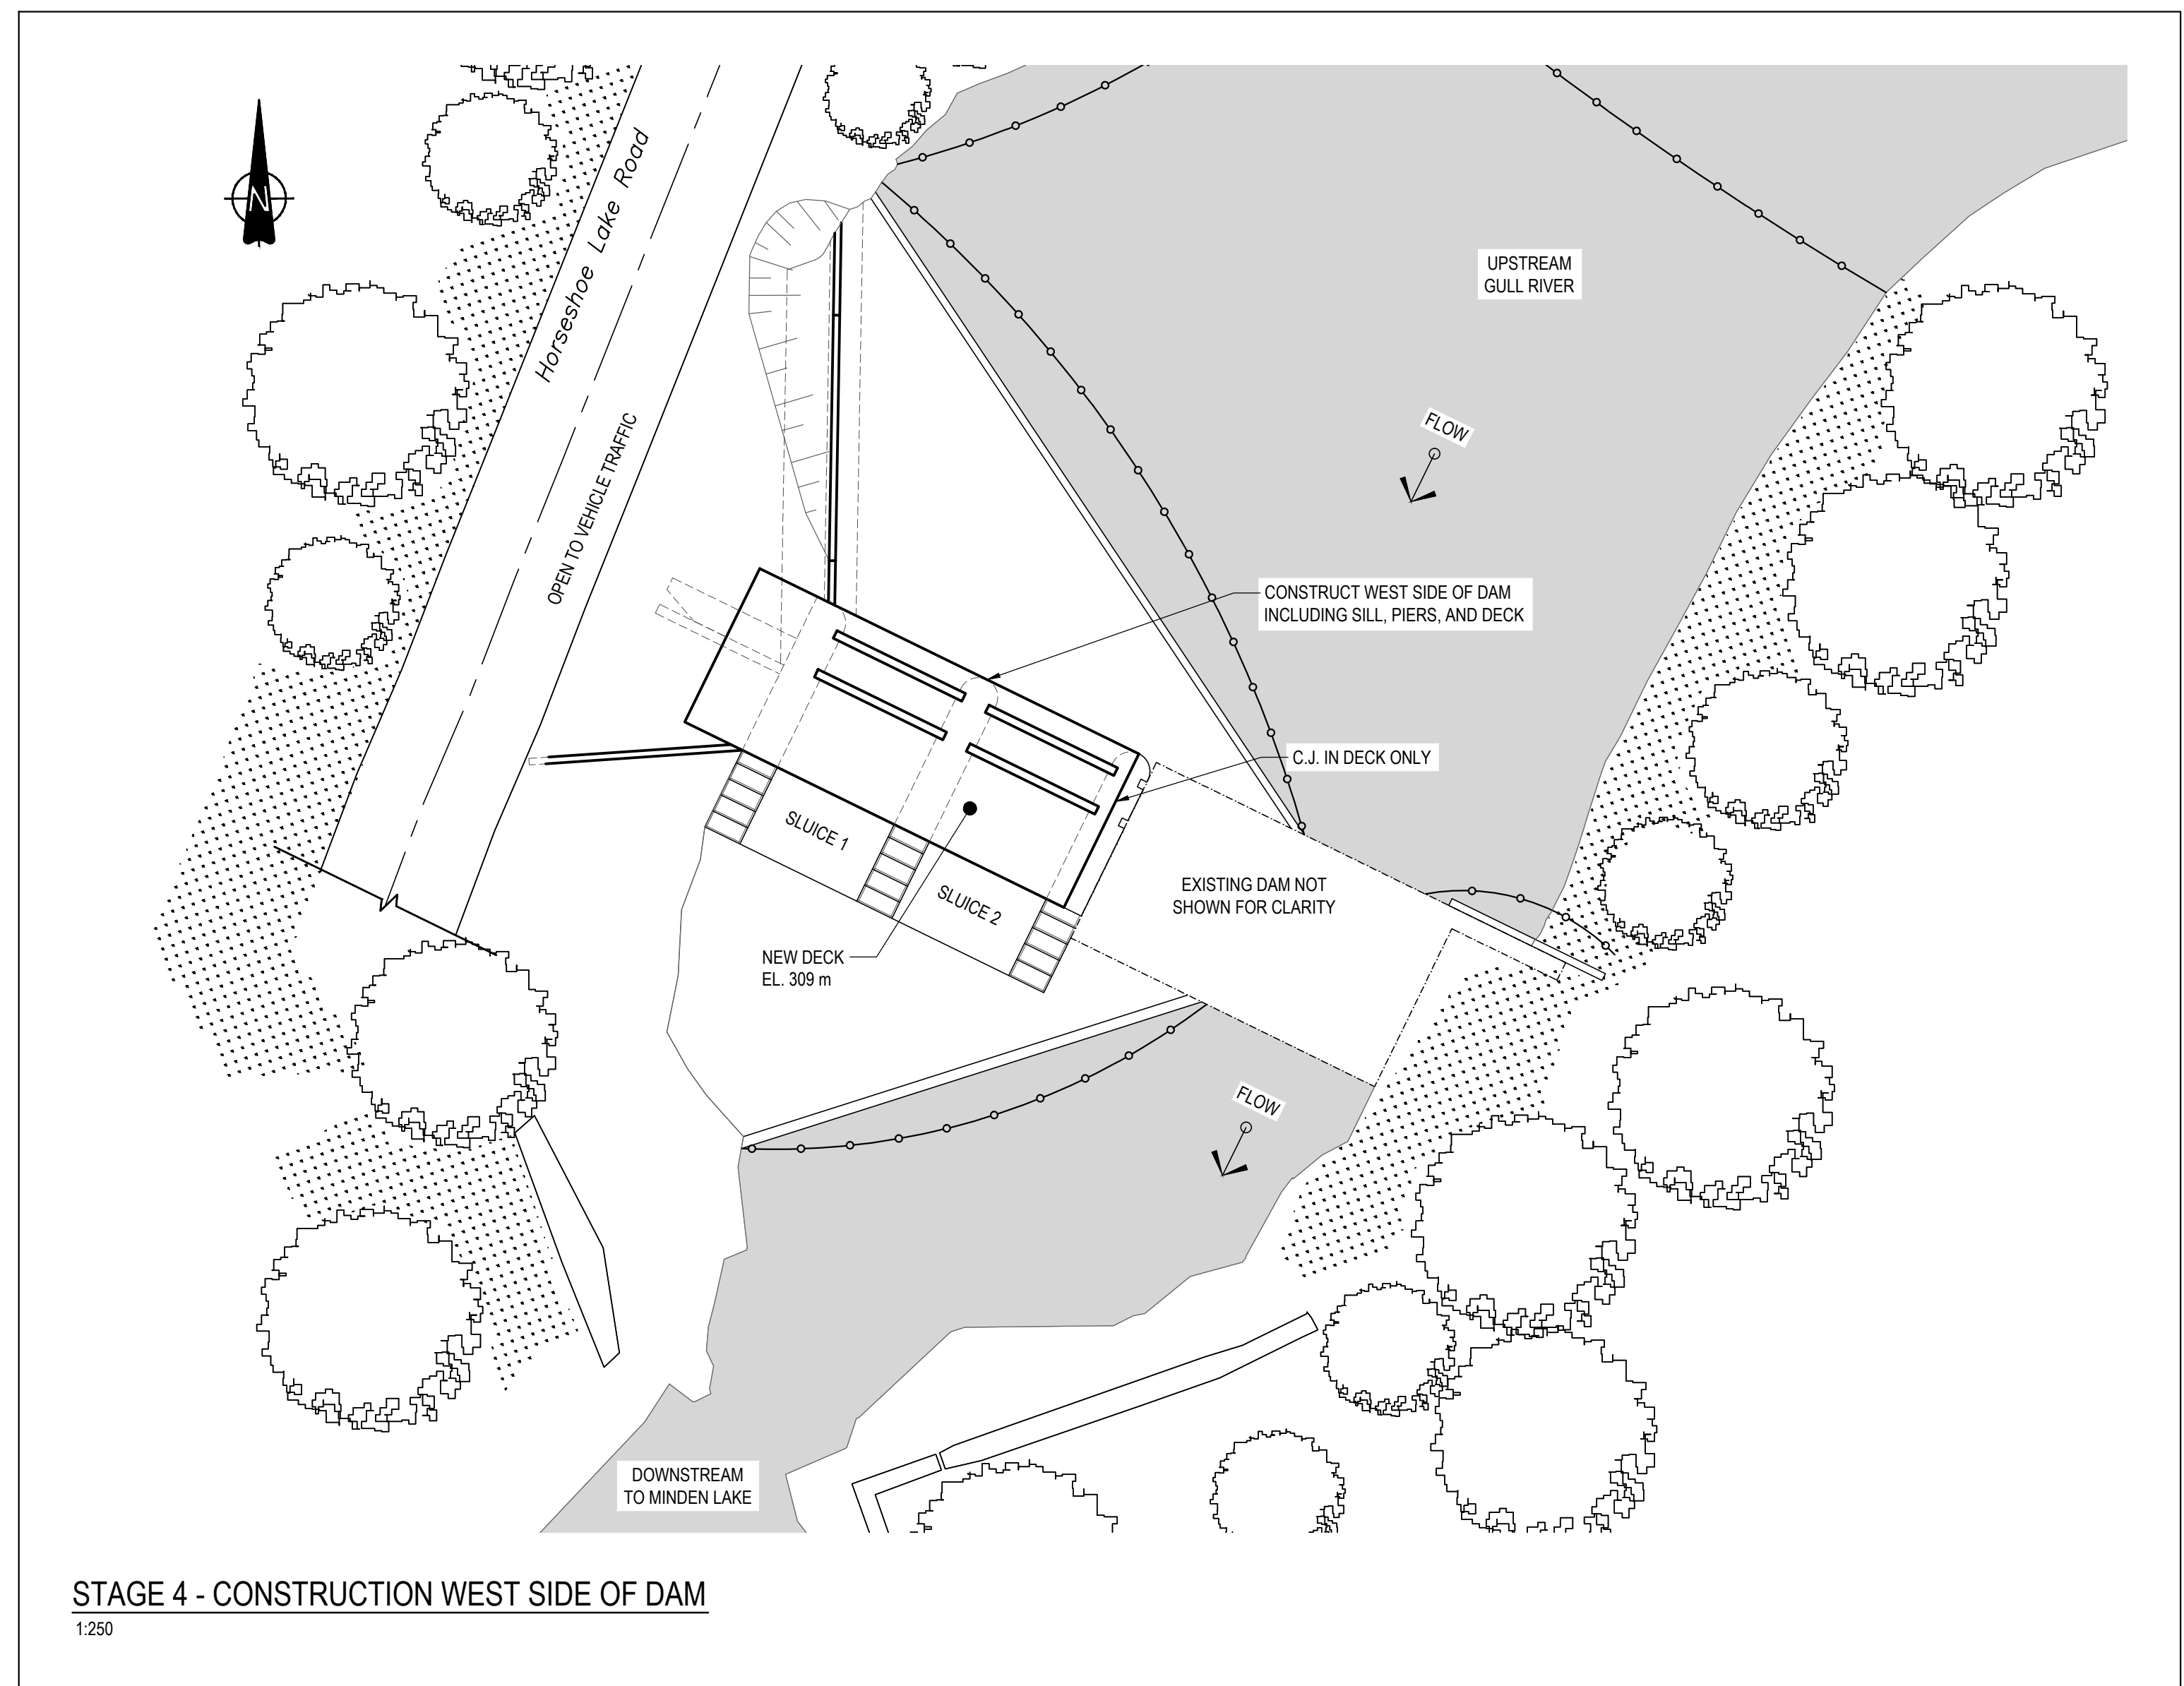 N
Horseshoe Lake Road
OPEN TO VEHICLE TRAFFIC
UPSTREAM
GULL RIVER
FLOW
CONSTRUCT WEST SIDE OF DAM
INCLUDING SILL, PIERS, AND DECK
C.J. IN DECK ONLY
SLUICE 1
SLUICE 2
EXISTING DAM NOT
SHOWN FOR CLARITY
NEW DECK
EL. 309 m
FLOW
DOWNSTREAM
TO MINDEN LAKE
STAGE 4 - CONSTRUCTION WEST SIDE OF DAM
1:250